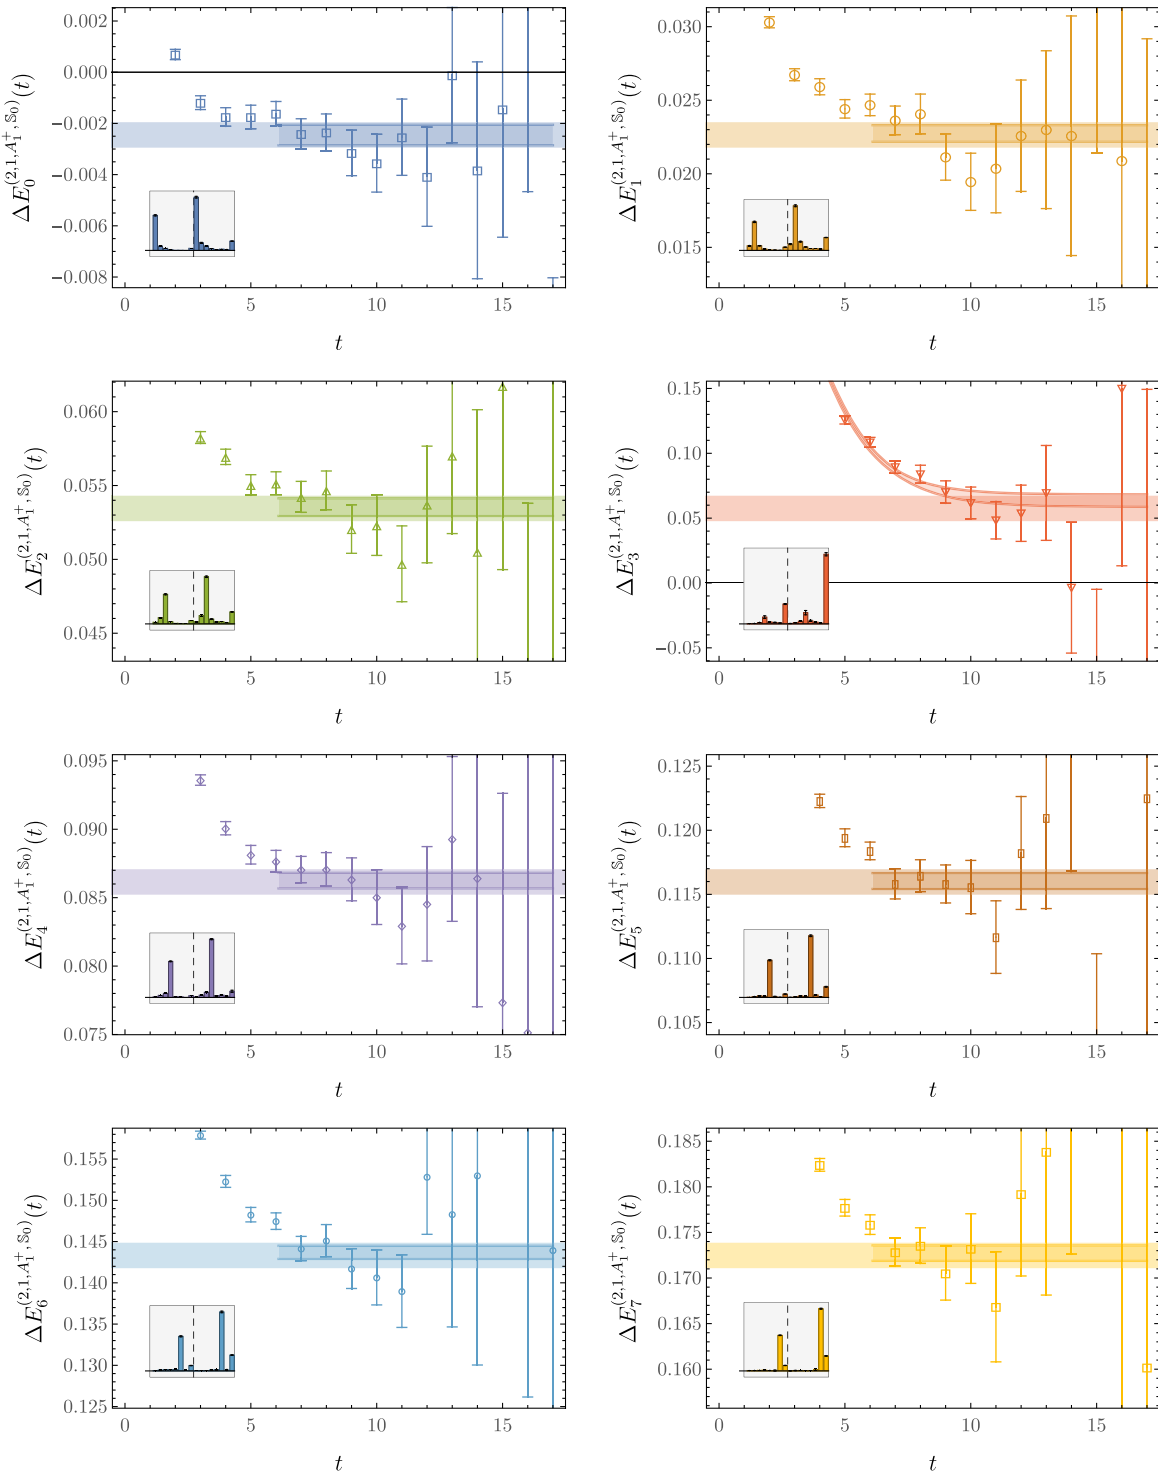 0.002
0.000
−0.002
−0.004
−0.006
−0.008
0 5 10 15
t
ΔE_0^{(2,1,A_1^+,𝕊_0)}(t)
0.030
0.025
0.020
0.015
0 5 10 15
t
ΔE_1^{(2,1,A_1^+,𝕊_0)}(t)
0.060
0.055
0.050
0.045
0 5 10 15
t
ΔE_2^{(2,1,A_1^+,𝕊_0)}(t)
0.15
0.10
0.05
0.00
−0.05
0 5 10 15
t
ΔE_3^{(2,1,A_1^+,𝕊_0)}(t)
0.095
0.090
0.085
0.080
0.075
0 5 10 15
t
ΔE_4^{(2,1,A_1^+,𝕊_0)}(t)
0.125
0.120
0.115
0.110
0.105
0 5 10 15
t
ΔE_5^{(2,1,A_1^+,𝕊_0)}(t)
0.155
0.150
0.145
0.140
0.135
0.130
0.125
0 5 10 15
t
ΔE_6^{(2,1,A_1^+,𝕊_0)}(t)
0.185
0.180
0.175
0.170
0.165
0.160
0 5 10 15
t
ΔE_7^{(2,1,A_1^+,𝕊_0)}(t)